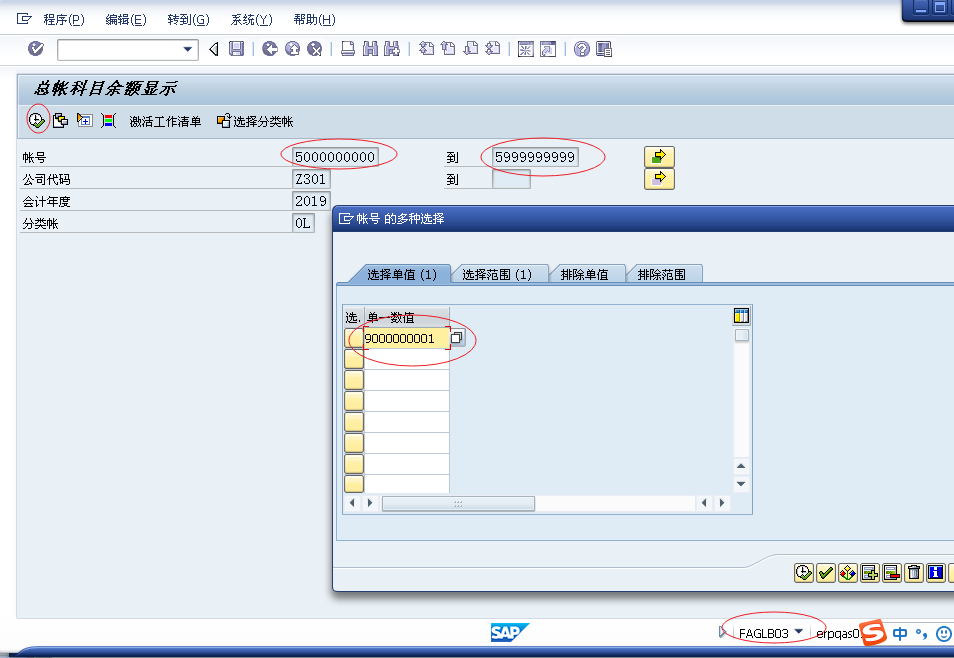 程序(P) 编辑(E) 转到(G) 系统(Y) 帮助(H)
总帐科目余额显示
激活工作清单 选择分类帐
帐号 5000000000 到 5999999999
公司代码 Z301 到
会计年度 2019
分类帐 0L
帐号 的多种选择
选择单值 (1) 选择范围 (1) 排除单值 排除范围
选. 单一数值
9000000001
SAP FAGLB03 erpqas0 S 中